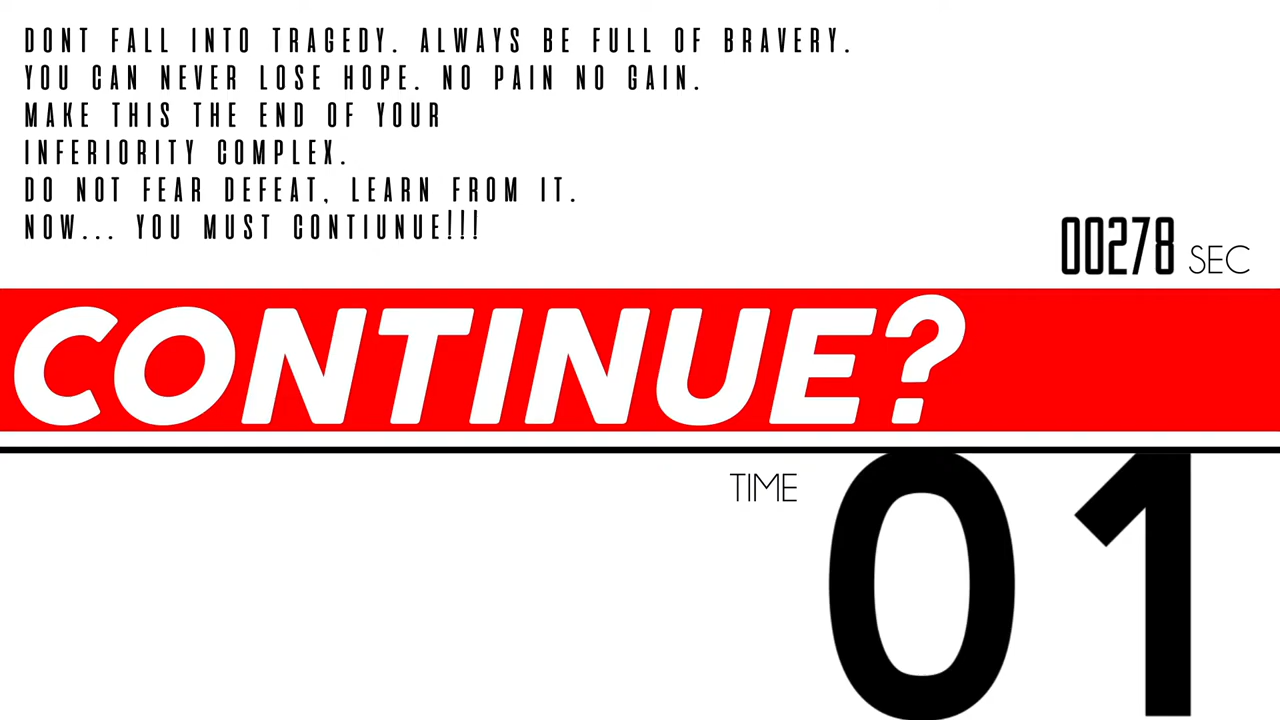 DONT FALL INTO TRAGEDY. ALWAYS BE FULL OF BRAVERY.
YOU CAN NEVER LOSE HOPE. NO PAIN NO GAIN.
MAKE THIS THE END OF YOUR
INFERIORITY COMPLEX.
DO NOT FEAR DEFEAT, LEARN FROM IT.
NOW... YOU MUST CONTIUNUE!!!
00278 SEC
CONTINUE?
TIME 01